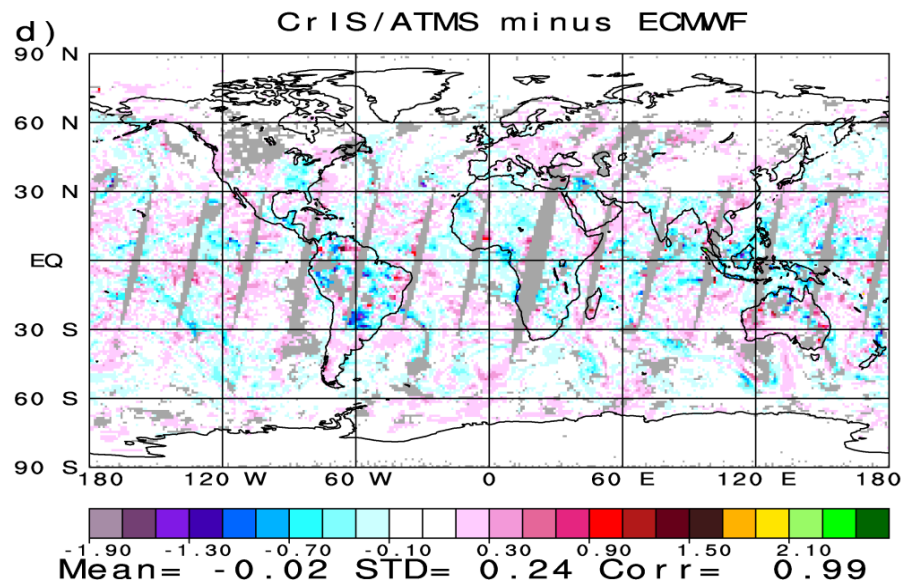 d)
CrIS/ATMS minus ECMWF
90 N
60 N
30 N
EQ
30 S
60 S
90 S
180 120 W 60 W 0 60 E 120 E 180
-1.90 -1.30 -0.70 -0.10 0.30 0.90 1.50 2.10
Mean= -0.02 STD= 0.24 Corr= 0.99